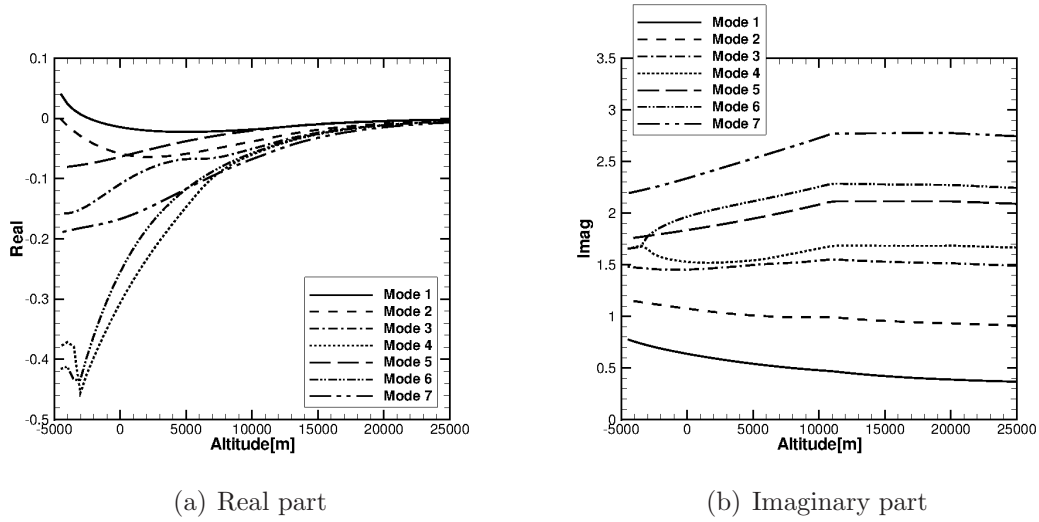 Real
0.1
0
-0.1
-0.2
-0.3
-0.4
-0.5
-5000 0 5000 10000 15000 20000 25000
Altitude[m]
Mode 1
Mode 2
Mode 3
Mode 4
Mode 5
Mode 6
Mode 7
(a) Real part
Mode 1
Mode 2
Mode 3
Mode 4
Mode 5
Mode 6
Mode 7
Imag
3.5
3
2.5
2
1.5
1
0.5
0
-5000 0 5000 10000 15000 20000 25000
Altitude[m]
(b) Imaginary part